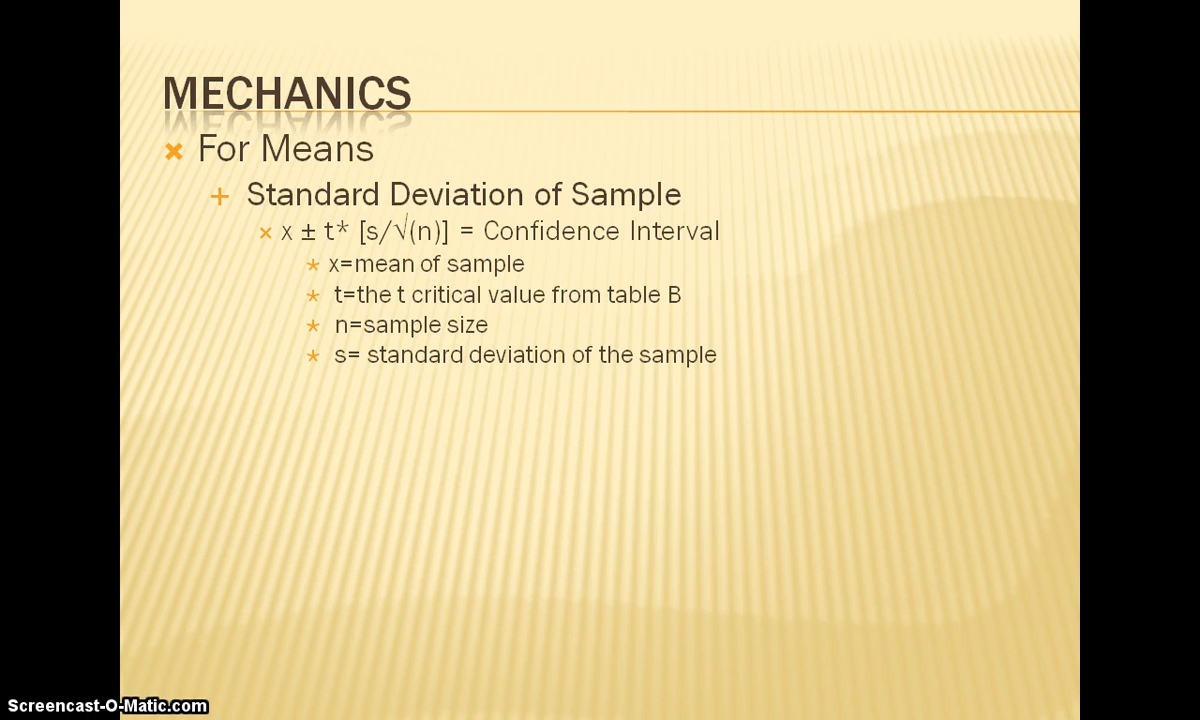 MECHANICS
For Means
Standard Deviation of Sample
x ± t* [s/√(n)] = Confidence Interval
x=mean of sample
t=the t critical value from table B
n=sample size
s= standard deviation of the sample
Screencast-O-Matic.com